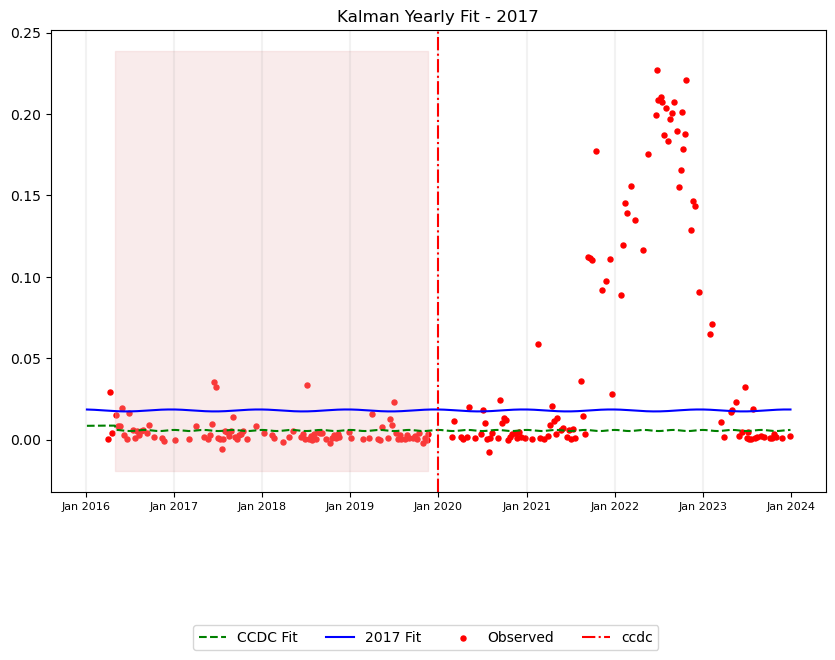 Kalman Yearly Fit - 2017
0.25
0.20
0.15
0.10
0.05
0.00
Jan 2016 Jan 2017 Jan 2018 Jan 2019 Jan 2020 Jan 2021 Jan 2022 Jan 2023 Jan 2024
CCDC Fit 2017 Fit Observed ccdc